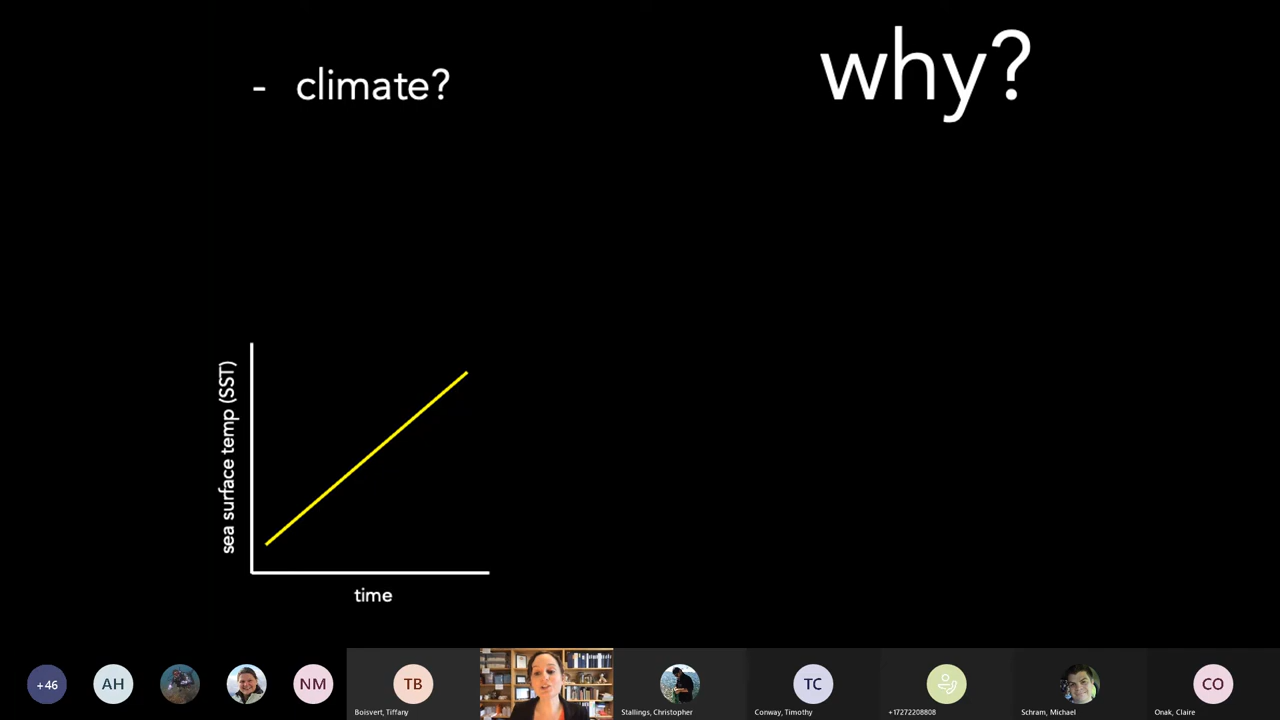 - climate?
why?
sea surface temp (SST)
time
+46
AH
NM
TB
Boisvert, Tiffany
Stallings, Christopher
TC
Conway, Timothy
+17272208808
Schram, Michael
CO
Onak, Claire